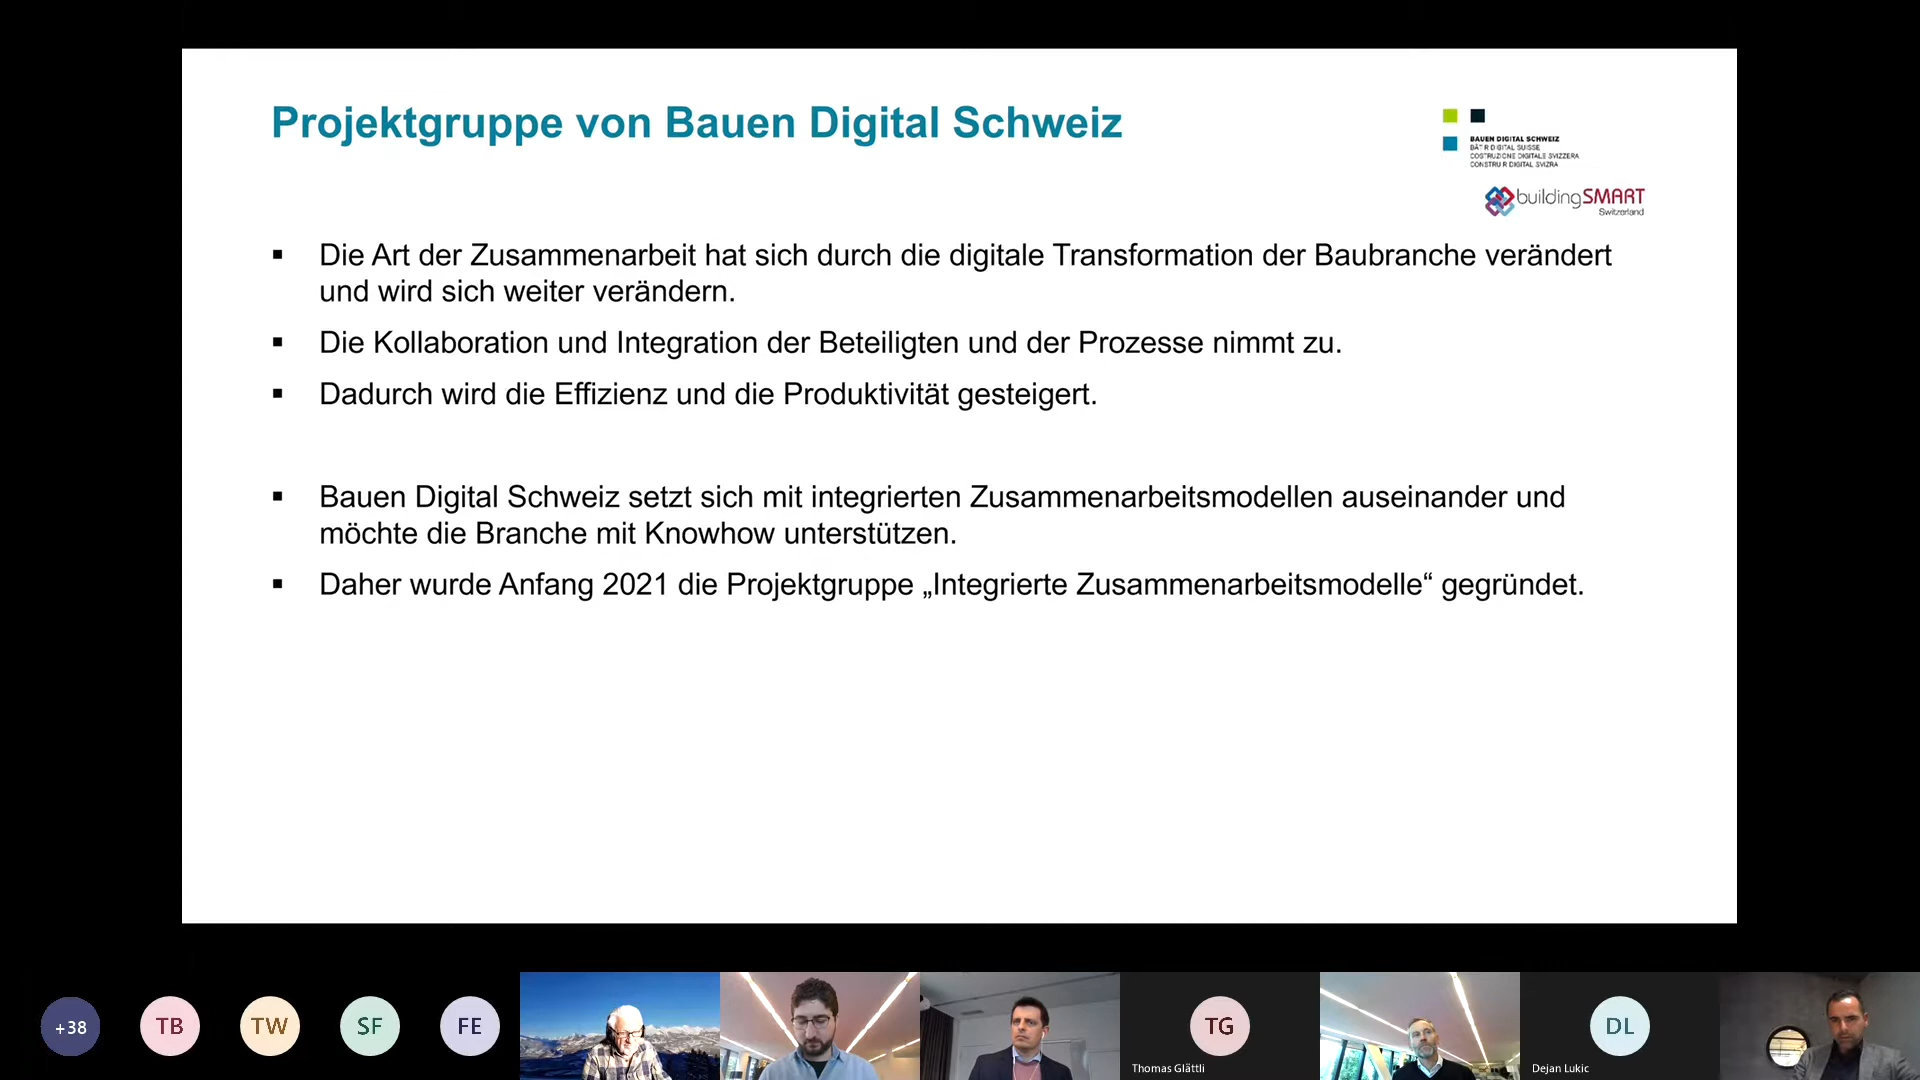 Projektgruppe von Bauen Digital Schweiz
BAUEN DIGITAL SCHWEIZ
BÂTIR DIGITAL SUISSE
COSTRUZIONE DIGITALE SVIZZERA
CONSTRUIR DIGITAL SVIZRA
buildingSMART
Switzerland
▪ Die Art der Zusammenarbeit hat sich durch die digitale Transformation der Baubranche verändert
und wird sich weiter verändern.
▪ Die Kollaboration und Integration der Beteiligten und der Prozesse nimmt zu.
▪ Dadurch wird die Effizienz und die Produktivität gesteigert.
▪ Bauen Digital Schweiz setzt sich mit integrierten Zusammenarbeitsmodellen auseinander und
möchte die Branche mit Knowhow unterstützen.
▪ Daher wurde Anfang 2021 die Projektgruppe „Integrierte Zusammenarbeitsmodelle“ gegründet.
+38
TB
TW
SF
FE
TG
Thomas Glättli
DL
Dejan Lukic